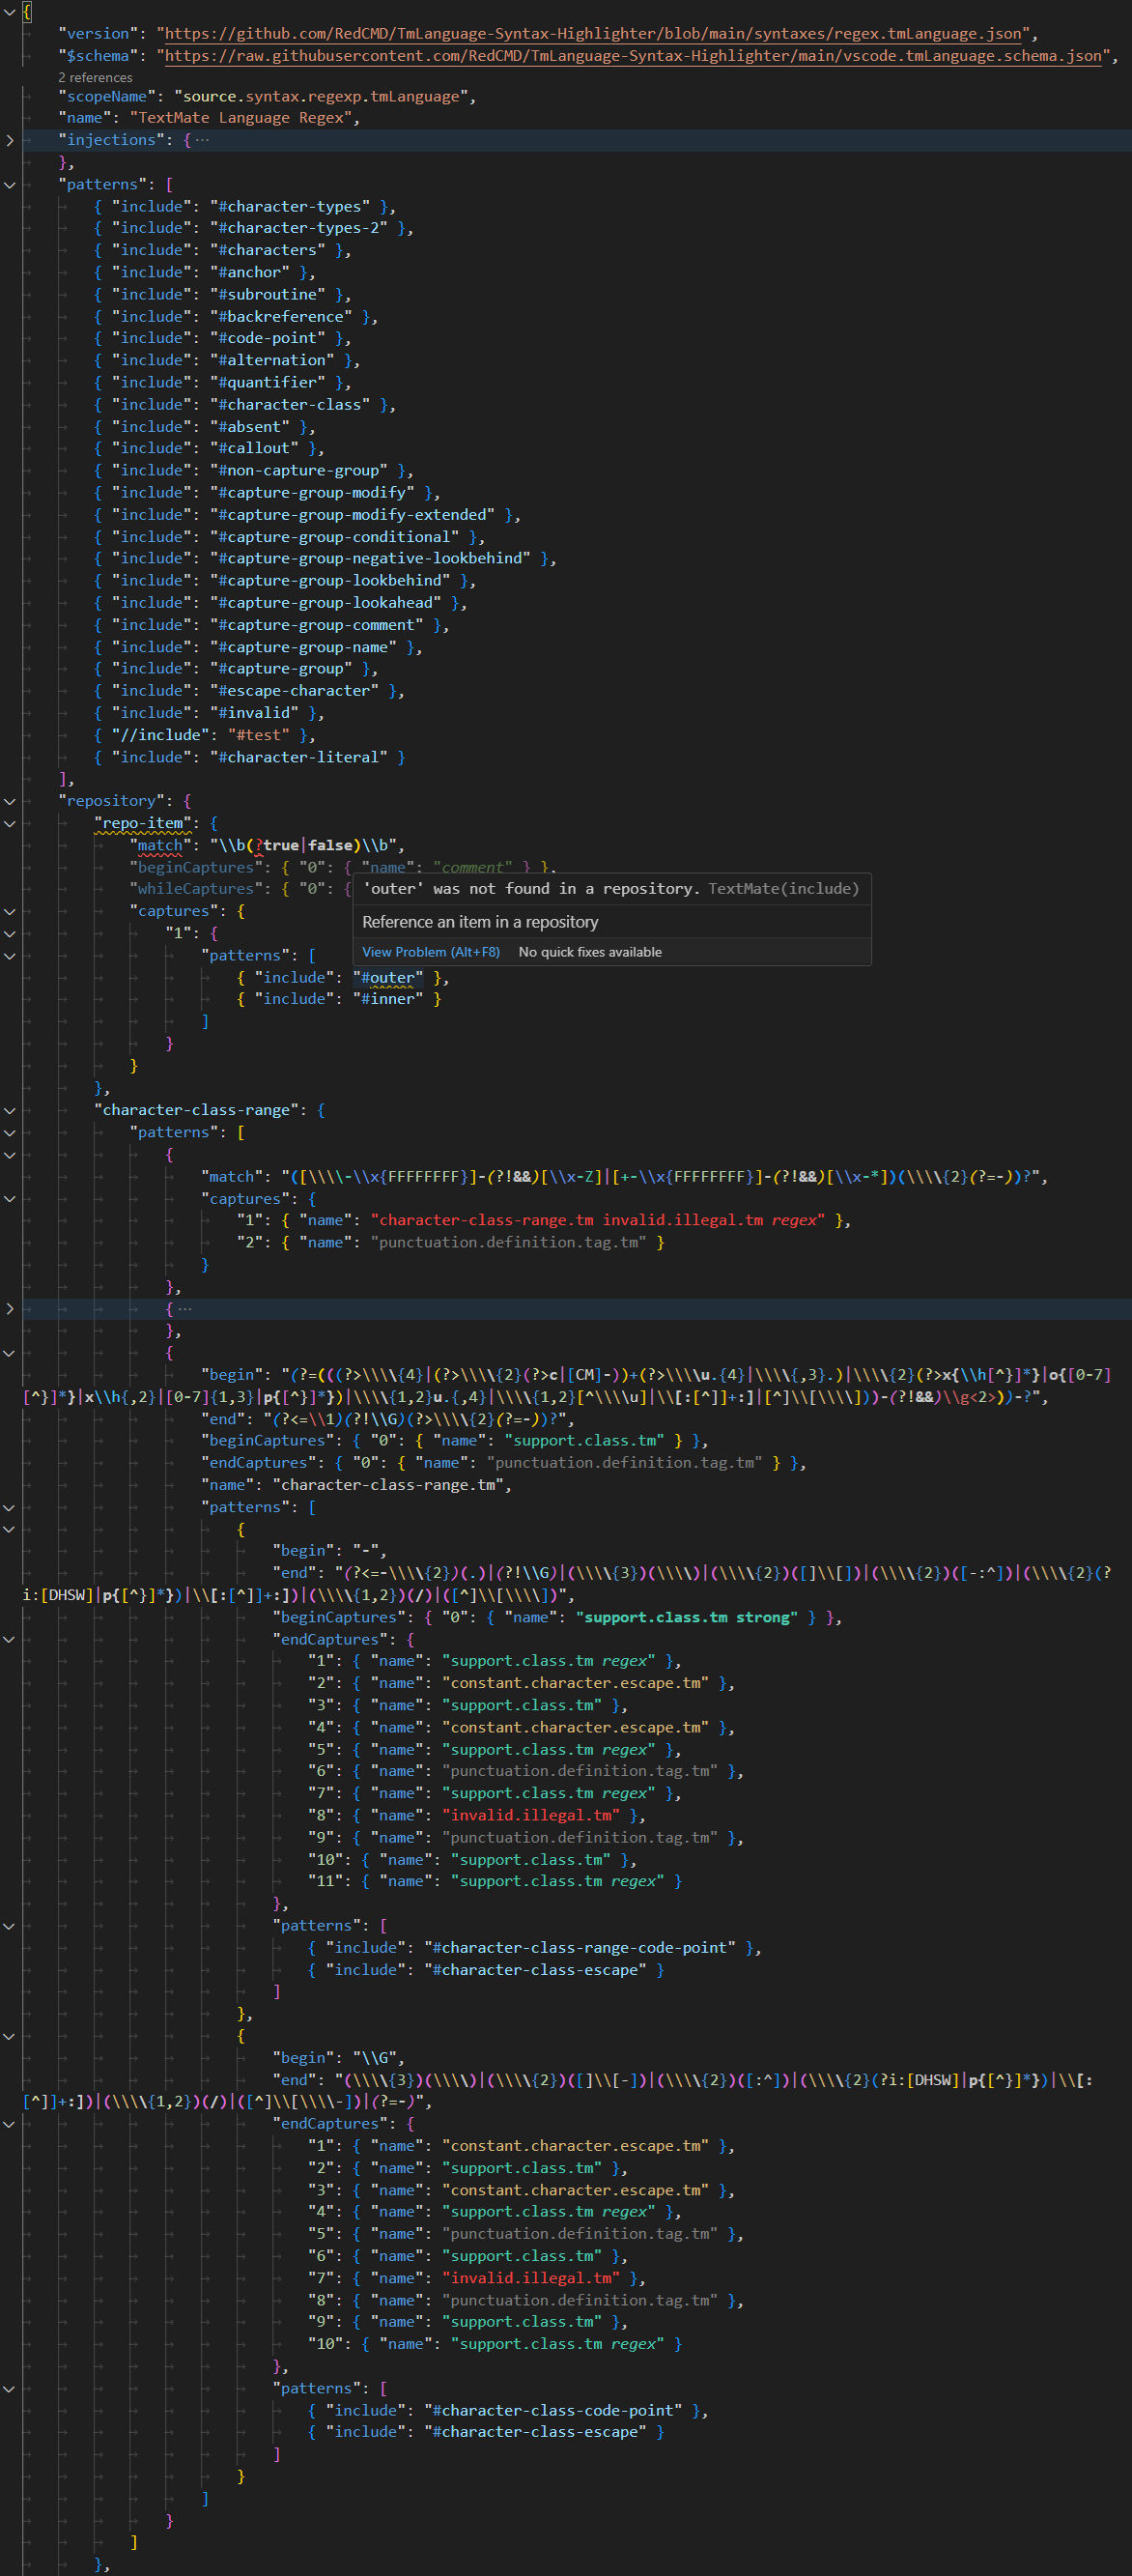 {
"version": "https://github.com/RedCMD/TmLanguage-Syntax-Highlighter/blob/main/syntaxes/regex.tmLanguage.json",
"$schema": "https://raw.githubusercontent.com/RedCMD/TmLanguage-Syntax-Highlighter/main/vscode.tmLanguage.schema.json",
2 references
"scopeName": "source.syntax.regexp.tmLanguage",
"name": "TextMate Language Regex",
"injections": { ···
},
"patterns": [
{ "include": "#character-types" },
{ "include": "#character-types-2" },
{ "include": "#characters" },
{ "include": "#anchor" },
{ "include": "#subroutine" },
{ "include": "#backreference" },
{ "include": "#code-point" },
{ "include": "#alternation" },
{ "include": "#quantifier" },
{ "include": "#character-class" },
{ "include": "#absent" },
{ "include": "#callout" },
{ "include": "#non-capture-group" },
{ "include": "#capture-group-modify" },
{ "include": "#capture-group-modify-extended" },
{ "include": "#capture-group-conditional" },
{ "include": "#capture-group-negative-lookbehind" },
{ "include": "#capture-group-lookbehind" },
{ "include": "#capture-group-lookahead" },
{ "include": "#capture-group-comment" },
{ "include": "#capture-group-name" },
{ "include": "#capture-group" },
{ "include": "#escape-character" },
{ "include": "#invalid" },
{ "//include": "#test" },
{ "include": "#character-literal" }
],
"repository": {
"repo-item": {
"match": "\\b(?true|false)\\b",
"beginCaptures": { "0": { "name": "comment" } },
"whileCaptures": { "0": {
'outer' was not found in a repository. TextMate(include)
"captures": {
Reference an item in a repository
"1": {
View Problem (Alt+F8) No quick fixes available
"patterns": [
{ "include": "#outer" },
{ "include": "#inner" }
]
}
}
},
"character-class-range": {
"patterns": [
{
"match": "([\\\\-\\x{FFFFFFFF}]-(?!&&)[\\x-Z]|[+-\\x{FFFFFFFF}]-(?!&&)[\\x-*])(\\\\{2}(?=-))?",
"captures": {
"1": { "name": "character-class-range.tm invalid.illegal.tm regex" },
"2": { "name": "punctuation.definition.tag.tm" }
}
},
{ ···
},
{
"begin": "(?=(((?>\\\\{4}|(?>\\\\{2}(?>c|[CM]-))+(?>\\\\u.{4}|\\\\{,3}.)|\\\\{2}(?>x{\\h[^}]*}|o{[0-7]
[^}]*}|x\\h{,2}|[0-7]{1,3}|p{[^}]*})|\\\\{1,2}u.{,4}|\\\\{1,2}[^\\\\u]|\\[:[^]]+:]|[^]\\[\\\\]))-(?!&&)\\g<2>))-?",
"end": "(?<=\\1)(?!\\G)(?>\\\\{2}(?=-))?",
"beginCaptures": { "0": { "name": "support.class.tm" } },
"endCaptures": { "0": { "name": "punctuation.definition.tag.tm" } },
"name": "character-class-range.tm",
"patterns": [
{
"begin": "-",
"end": "(?<=-\\\\{2})(.)|(?!\\G)|(\\\\{3})(\\\\)|(\\\\{2})([]\\[])|(\\\\{2})([-:^])|(\\\\{2}(?
i:[DHSW]|p{[^}]*})|\\[:[^]]+:])|(\\\\{1,2})(/)|([^]\\[\\\\])",
"beginCaptures": { "0": { "name": "support.class.tm strong" } },
"endCaptures": {
"1": { "name": "support.class.tm regex" },
"2": { "name": "constant.character.escape.tm" },
"3": { "name": "support.class.tm" },
"4": { "name": "constant.character.escape.tm" },
"5": { "name": "support.class.tm regex" },
"6": { "name": "punctuation.definition.tag.tm" },
"7": { "name": "support.class.tm regex" },
"8": { "name": "invalid.illegal.tm" },
"9": { "name": "punctuation.definition.tag.tm" },
"10": { "name": "support.class.tm" },
"11": { "name": "support.class.tm regex" }
},
"patterns": [
{ "include": "#character-class-range-code-point" },
{ "include": "#character-class-escape" }
]
},
{
"begin": "\\G",
"end": "(\\\\{3})(\\\\)|(\\\\{2})([]\\[-])|(\\\\{2})([:^])|(\\\\{2}(?i:[DHSW]|p{[^}]*})|\\[:
[^]]+:])|(\\\\{1,2})(/)|([^]\\[\\\\-])|(?=-)",
"endCaptures": {
"1": { "name": "constant.character.escape.tm" },
"2": { "name": "support.class.tm" },
"3": { "name": "constant.character.escape.tm" },
"4": { "name": "support.class.tm regex" },
"5": { "name": "punctuation.definition.tag.tm" },
"6": { "name": "support.class.tm" },
"7": { "name": "invalid.illegal.tm" },
"8": { "name": "punctuation.definition.tag.tm" },
"9": { "name": "support.class.tm" },
"10": { "name": "support.class.tm regex" }
},
"patterns": [
{ "include": "#character-class-code-point" },
{ "include": "#character-class-escape" }
]
}
]
}
]
},